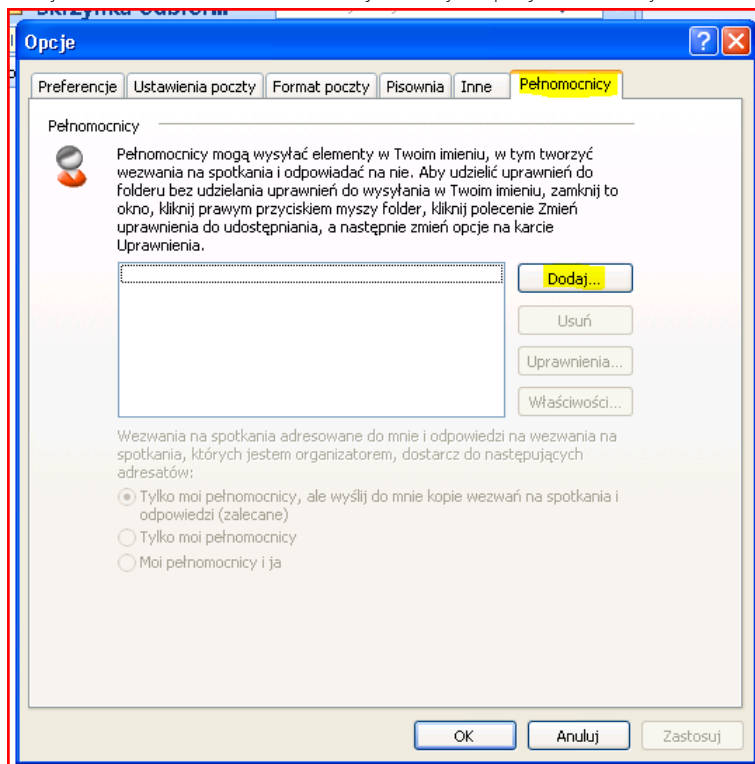 Opcje
Preferencje Ustawienia poczty Format poczty Pisownia Inne Pełnomocnicy
Pełnomocnicy
Pełnomocnicy mogą wysyłać elementy w Twoim imieniu, w tym tworzyć
wezwania na spotkania i odpowiadać na nie. Aby udzielić uprawnień do
folderu bez udzielania uprawnień do wysyłania w Twoim imieniu, zamknij to
okno, kliknij prawym przyciskiem myszy folder, kliknij polecenie Zmień
uprawnienia do udostępniania, a następnie zmień opcje na karcie
Uprawnienia.
Dodaj...
Usuń
Uprawnienia...
Właściwości...
Wezwania na spotkania adresowane do mnie i odpowiedzi na wezwania na
spotkania, których jestem organizatorem, dostarcz do następujących
adresatów:
Tylko moi pełnomocnicy, ale wyślij do mnie kopie wezwań na spotkania i
odpowiedzi (zalecane)
Tylko moi pełnomocnicy
Moi pełnomocnicy i ja
OK Anuluj Zastosuj